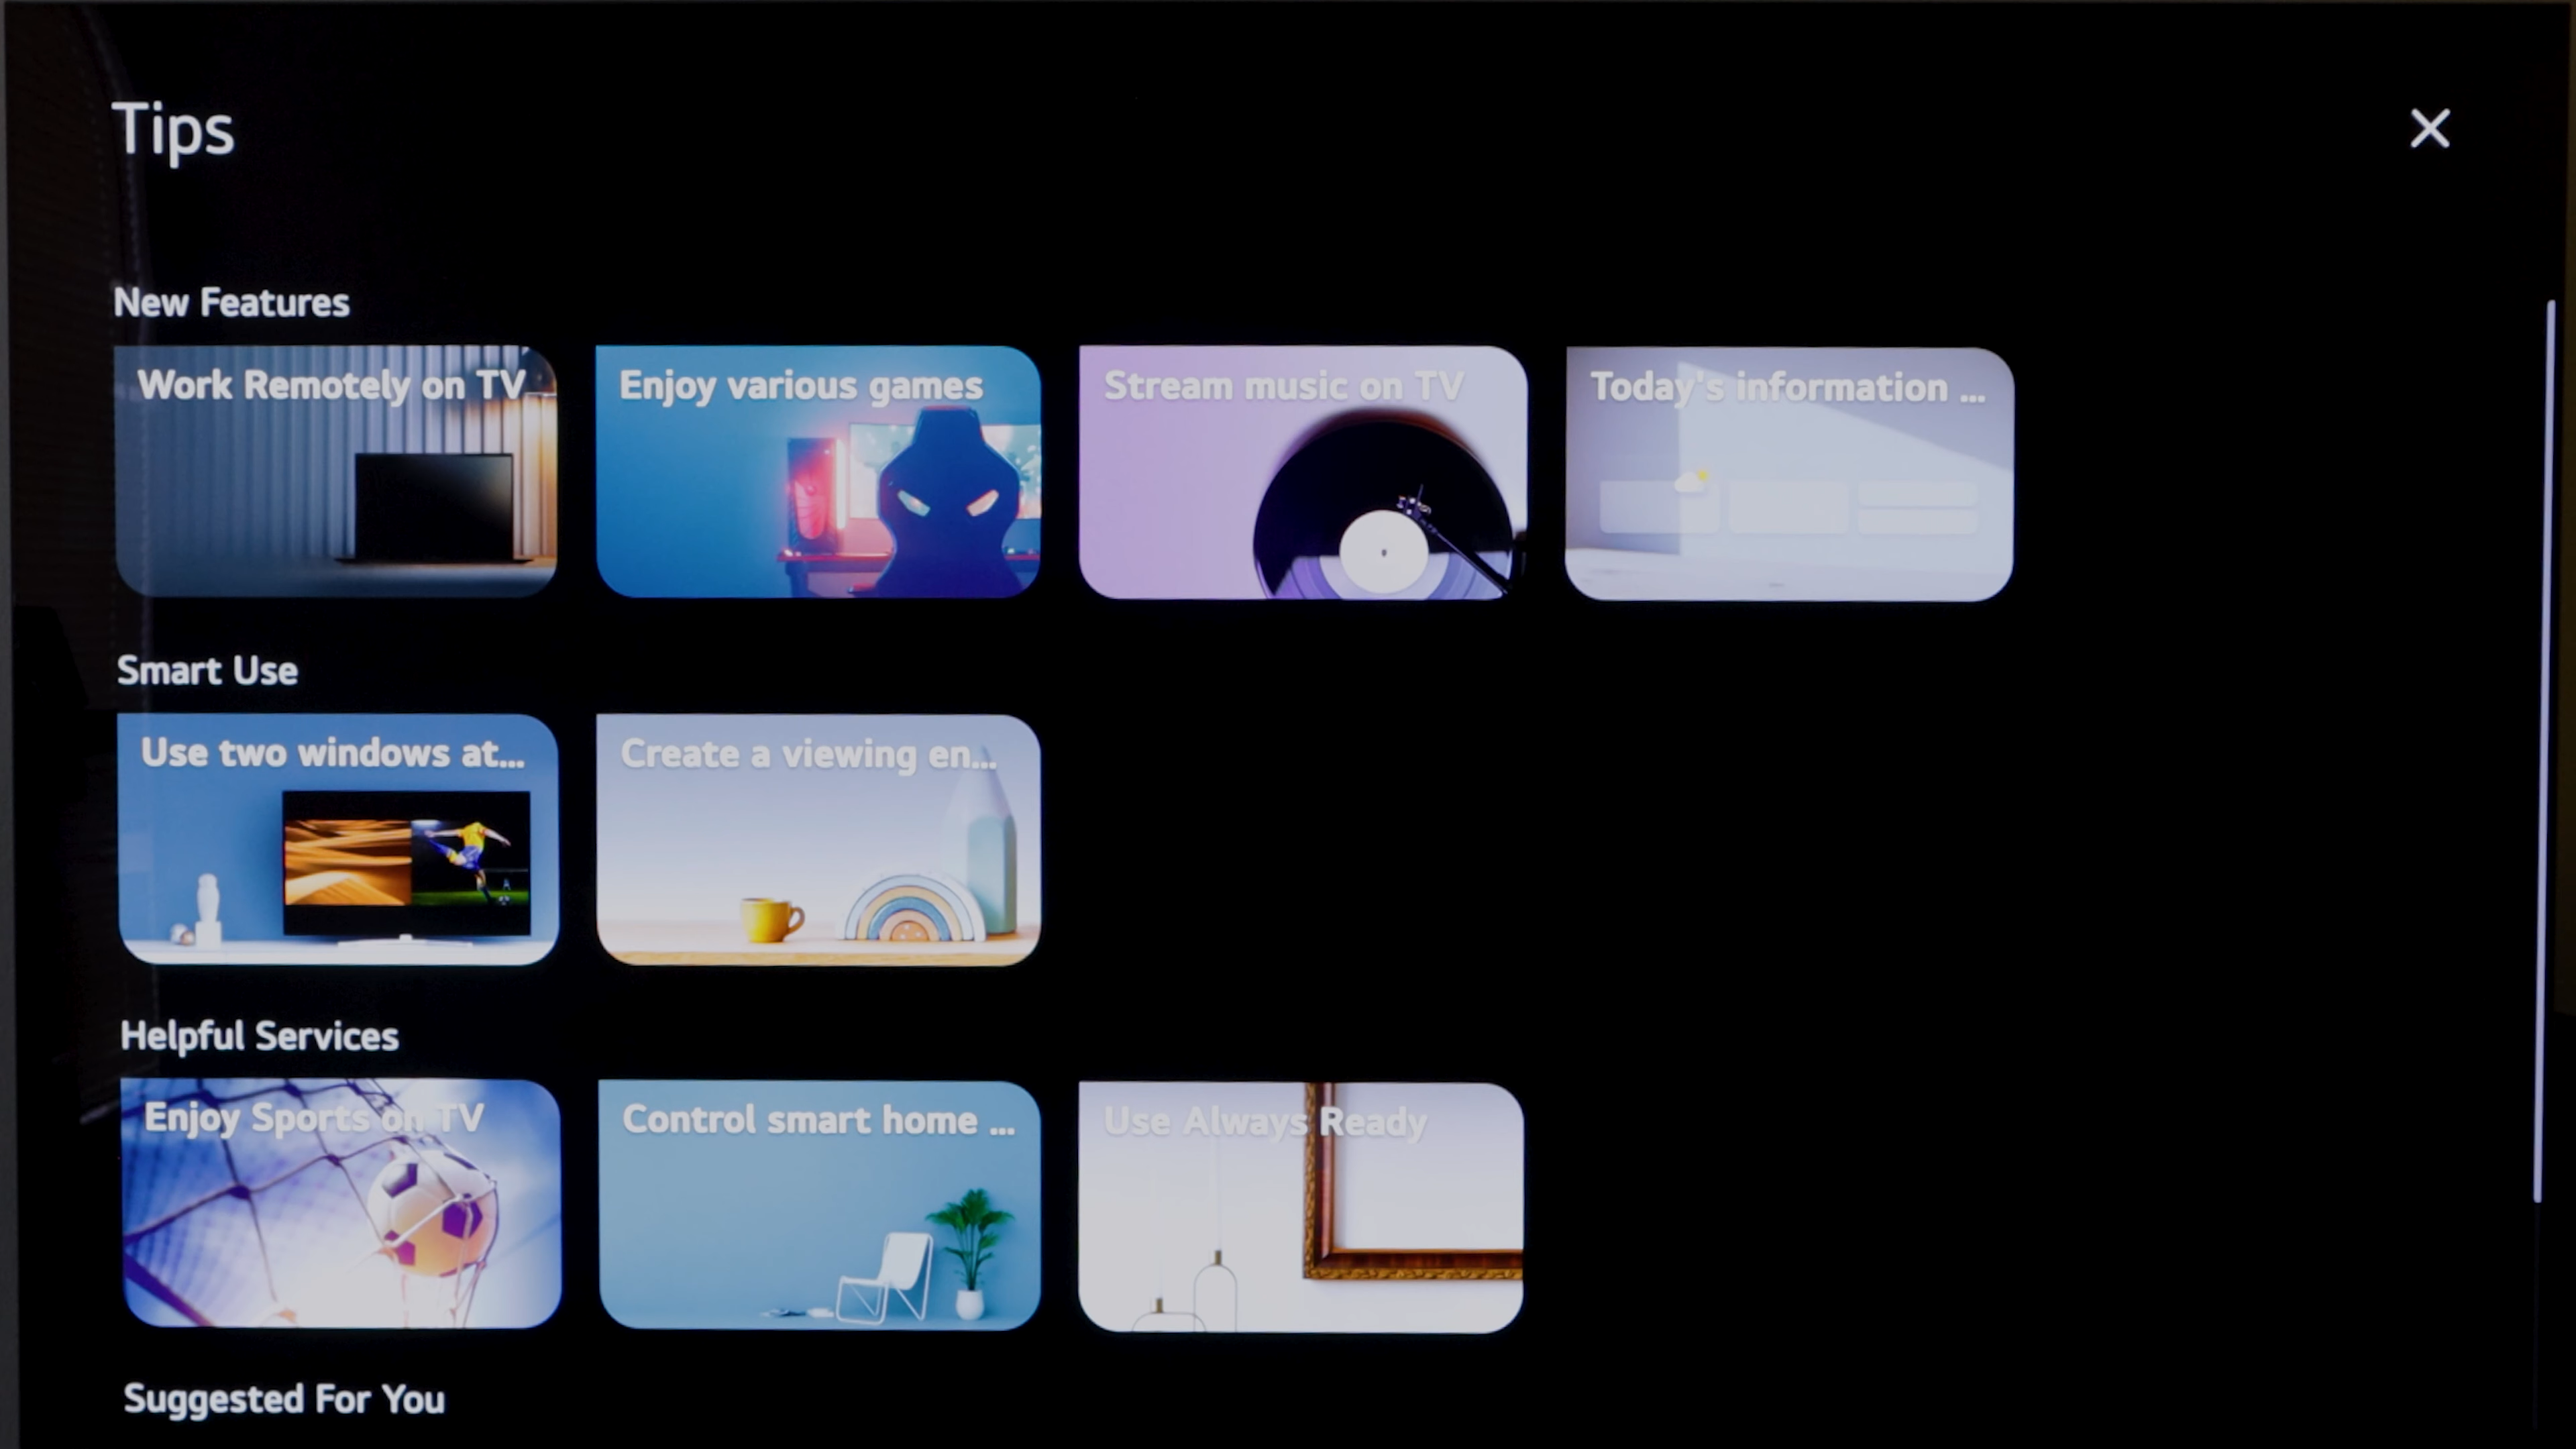 Tips
New Features
Work Remotely on TV
Enjoy various games
Stream music on TV
Today's information ...
Smart Use
Use two windows at...
Create a viewing en...
Helpful Services
Enjoy Sports on TV
Control smart home ...
Use Always Ready
Suggested For You